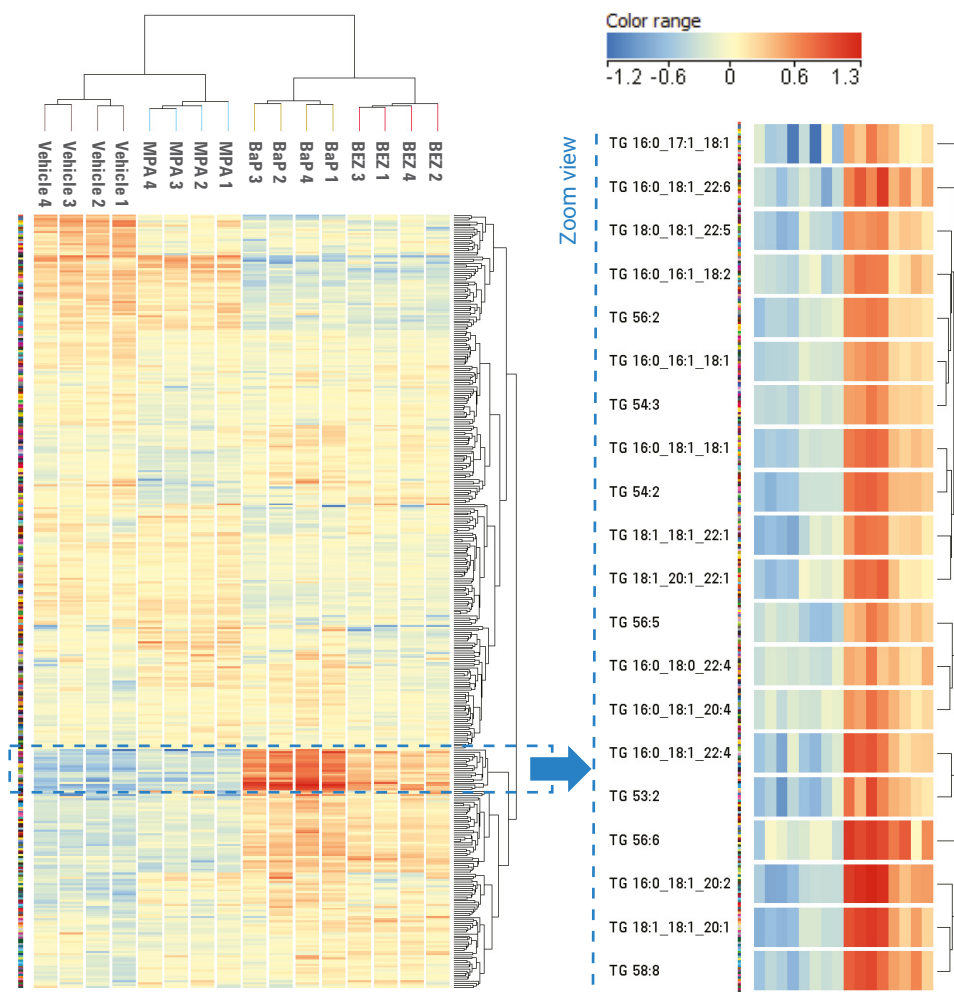 Color range
-1.2 -0.6 0 0.6 1.3
Vehicle 4
Vehicle 3
Vehicle 2
Vehicle 1
MPA 4
MPA 3
MPA 2
MPA 1
BaP 3
BaP 2
BaP 4
BaP 1
BEZ 3
BEZ 1
BEZ 4
BEZ 2
Zoom view
TG 16:0_17:1_18:1
TG 16:0_18:1_22:6
TG 18:0_18:1_22:5
TG 16:0_16:1_18:2
TG 56:2
TG 16:0_16:1_18:1
TG 54:3
TG 16:0_18:1_18:1
TG 54:2
TG 18:1_18:1_22:1
TG 18:1_20:1_22:1
TG 56:5
TG 16:0_18:0_22:4
TG 16:0_18:1_20:4
TG 16:0_18:1_22:4
TG 53:2
TG 56:6
TG 16:0_18:1_20:2
TG 18:1_18:1_20:1
TG 58:8